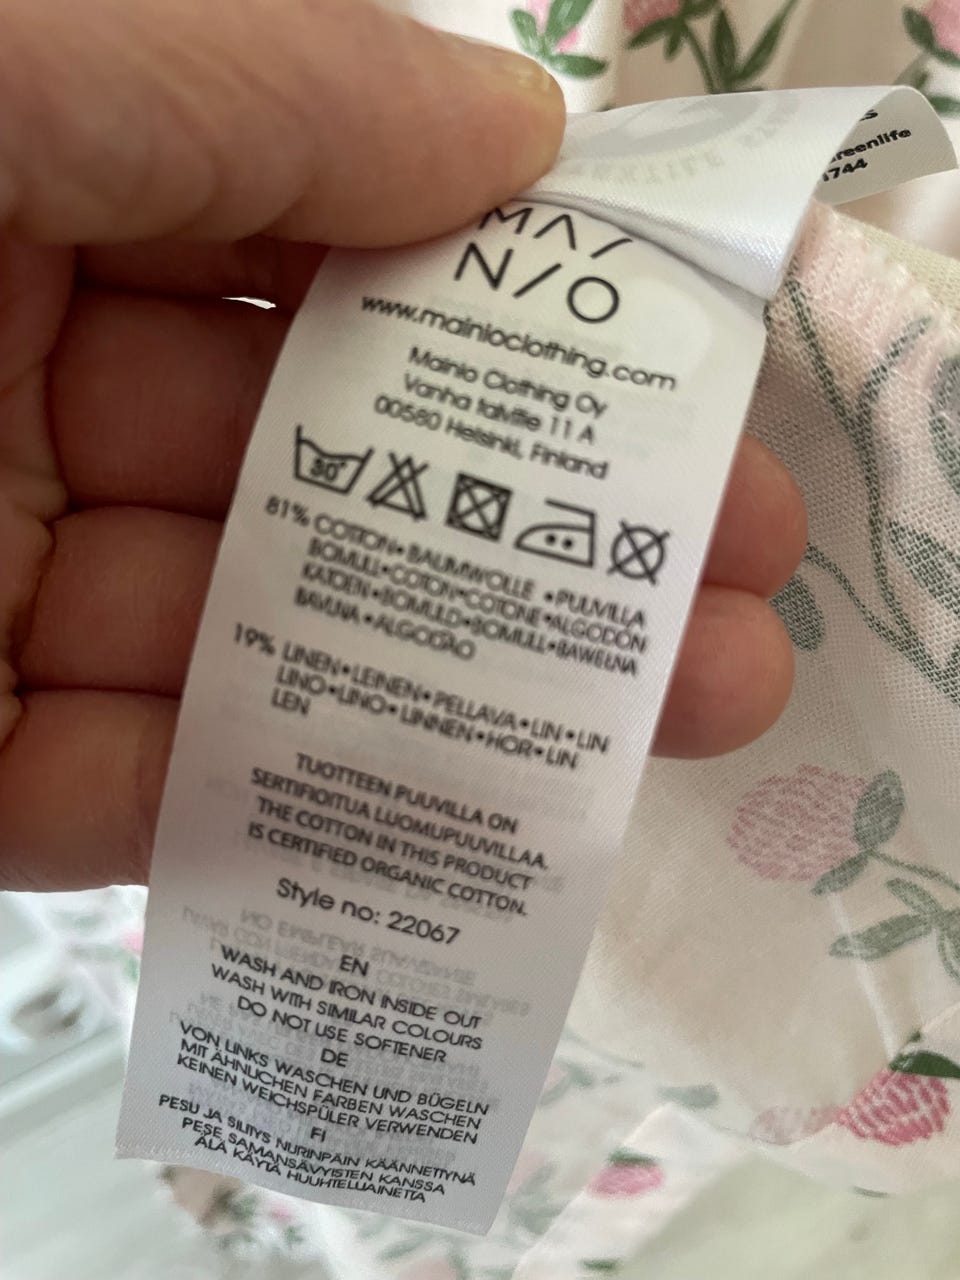 TEXTILE
Greenlife
1744
MAI
NIO
www.mainioclothing.com
Mainio Clothing Oy
Vanha talvitie 11 A
00580 Helsinki, Finland
30°
81% COTTON•BAUMWOLLE •PUUVILLA
BOMULL•COTON•COTONE•ALGODÓN
KATOEN•BOMULD•BOMULL•BAWEŁNA
BAVLNA•ALGODÃO
19% LINEN•LEINEN•PELLAVA•LIN•LIN
LINO•LINO•LINNEN•HØR•LIN
LEN
TUOTTEEN PUUVILLA ON
SERTIFIOITUA LUOMUPUUVILLAA.
THE COTTON IN THIS PRODUCT
IS CERTIFIED ORGANIC COTTON.
Style no: 22067
EN
WASH AND IRON INSIDE OUT
WASH WITH SIMILAR COLOURS
DO NOT USE SOFTENER
DE
VON LINKS WASCHEN UND BÜGELN
MIT ÄHNLICHEN FARBEN WASCHEN
KEINEN WEICHSPÜLER VERWENDEN
FI
PESU JA SILITYS NURINPÄIN KÄÄNNETTYNÄ
PESE SAMANSÄVYISTEN KANSSA
ÄLÄ KÄYTÄ HUUHTELUAINETTA